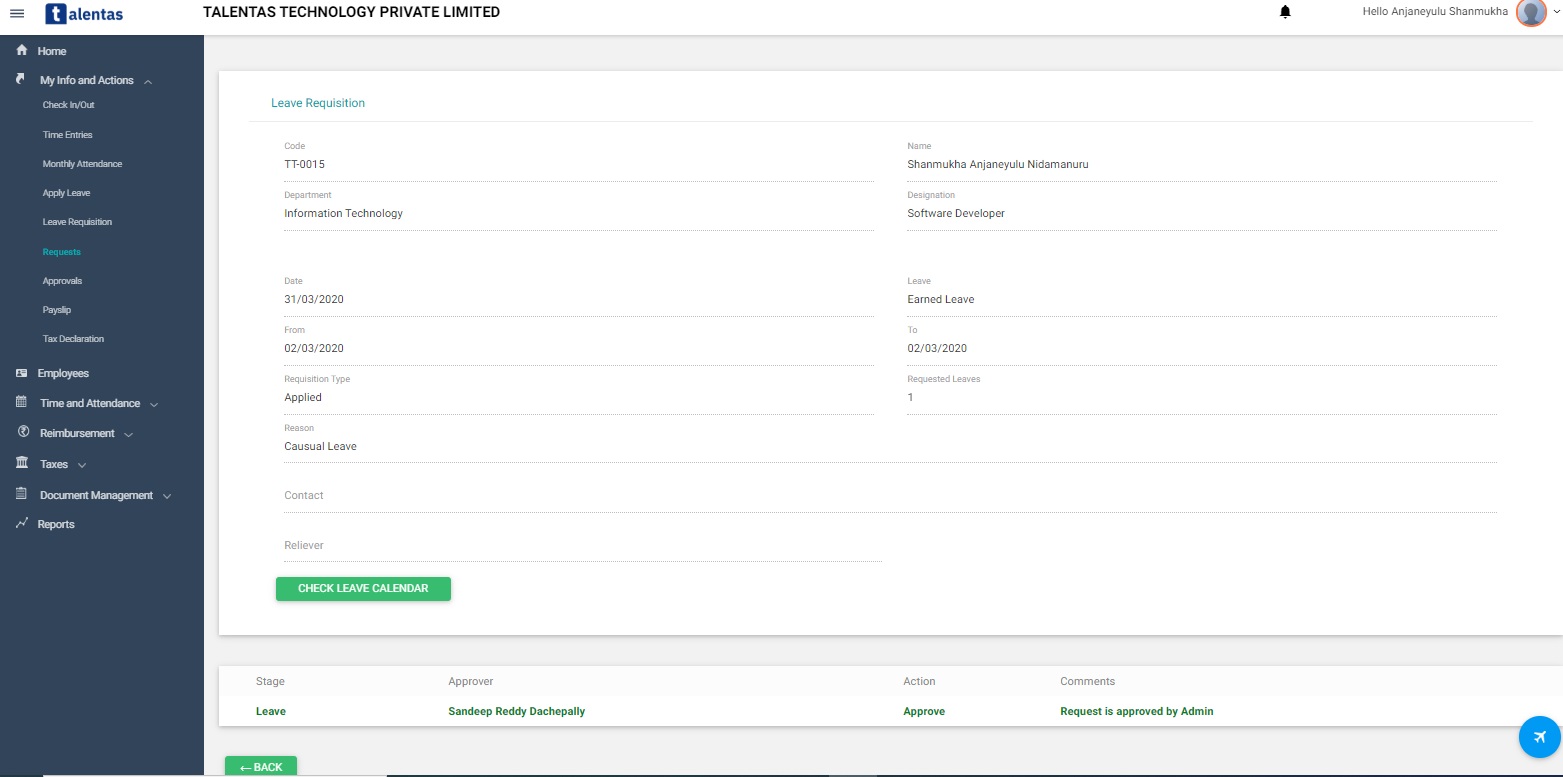 talentas
TALENTAS TECHNOLOGY PRIVATE LIMITED
Hello Anjaneyulu Shanmukha
Home
My Info and Actions
Check In/Out
Time Entries
Monthly Attendance
Apply Leave
Leave Requisition
Requests
Approvals
Payslip
Tax Declaration
Employees
Time and Attendance
Reimbursement
Taxes
Document Management
Reports
Leave Requisition
Code
TT-0015
Name
Shanmukha Anjaneyulu Nidamanuru
Department
Information Technology
Designation
Software Developer
Date
31/03/2020
Leave
Earned Leave
From
02/03/2020
To
02/03/2020
Requisition Type
Applied
Requested Leaves
1
Reason
Causual Leave
Contact
Reliever
CHECK LEAVE CALENDAR
Stage Approver Action Comments
Leave Sandeep Reddy Dachepally Approve Request is approved by Admin
←BACK